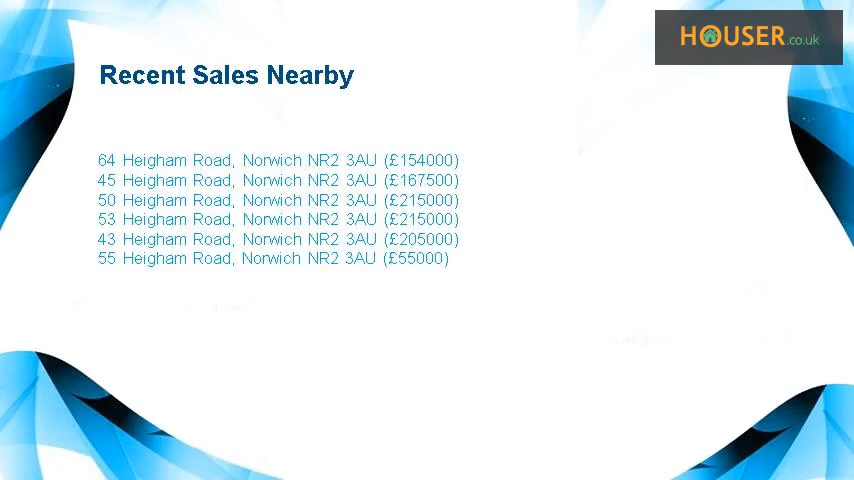 HOUSER.co.uk
Recent Sales Nearby
64 Heigham Road, Norwich NR2 3AU (£154000)
45 Heigham Road, Norwich NR2 3AU (£167500)
50 Heigham Road, Norwich NR2 3AU (£215000)
53 Heigham Road, Norwich NR2 3AU (£215000)
43 Heigham Road, Norwich NR2 3AU (£205000)
55 Heigham Road, Norwich NR2 3AU (£55000)